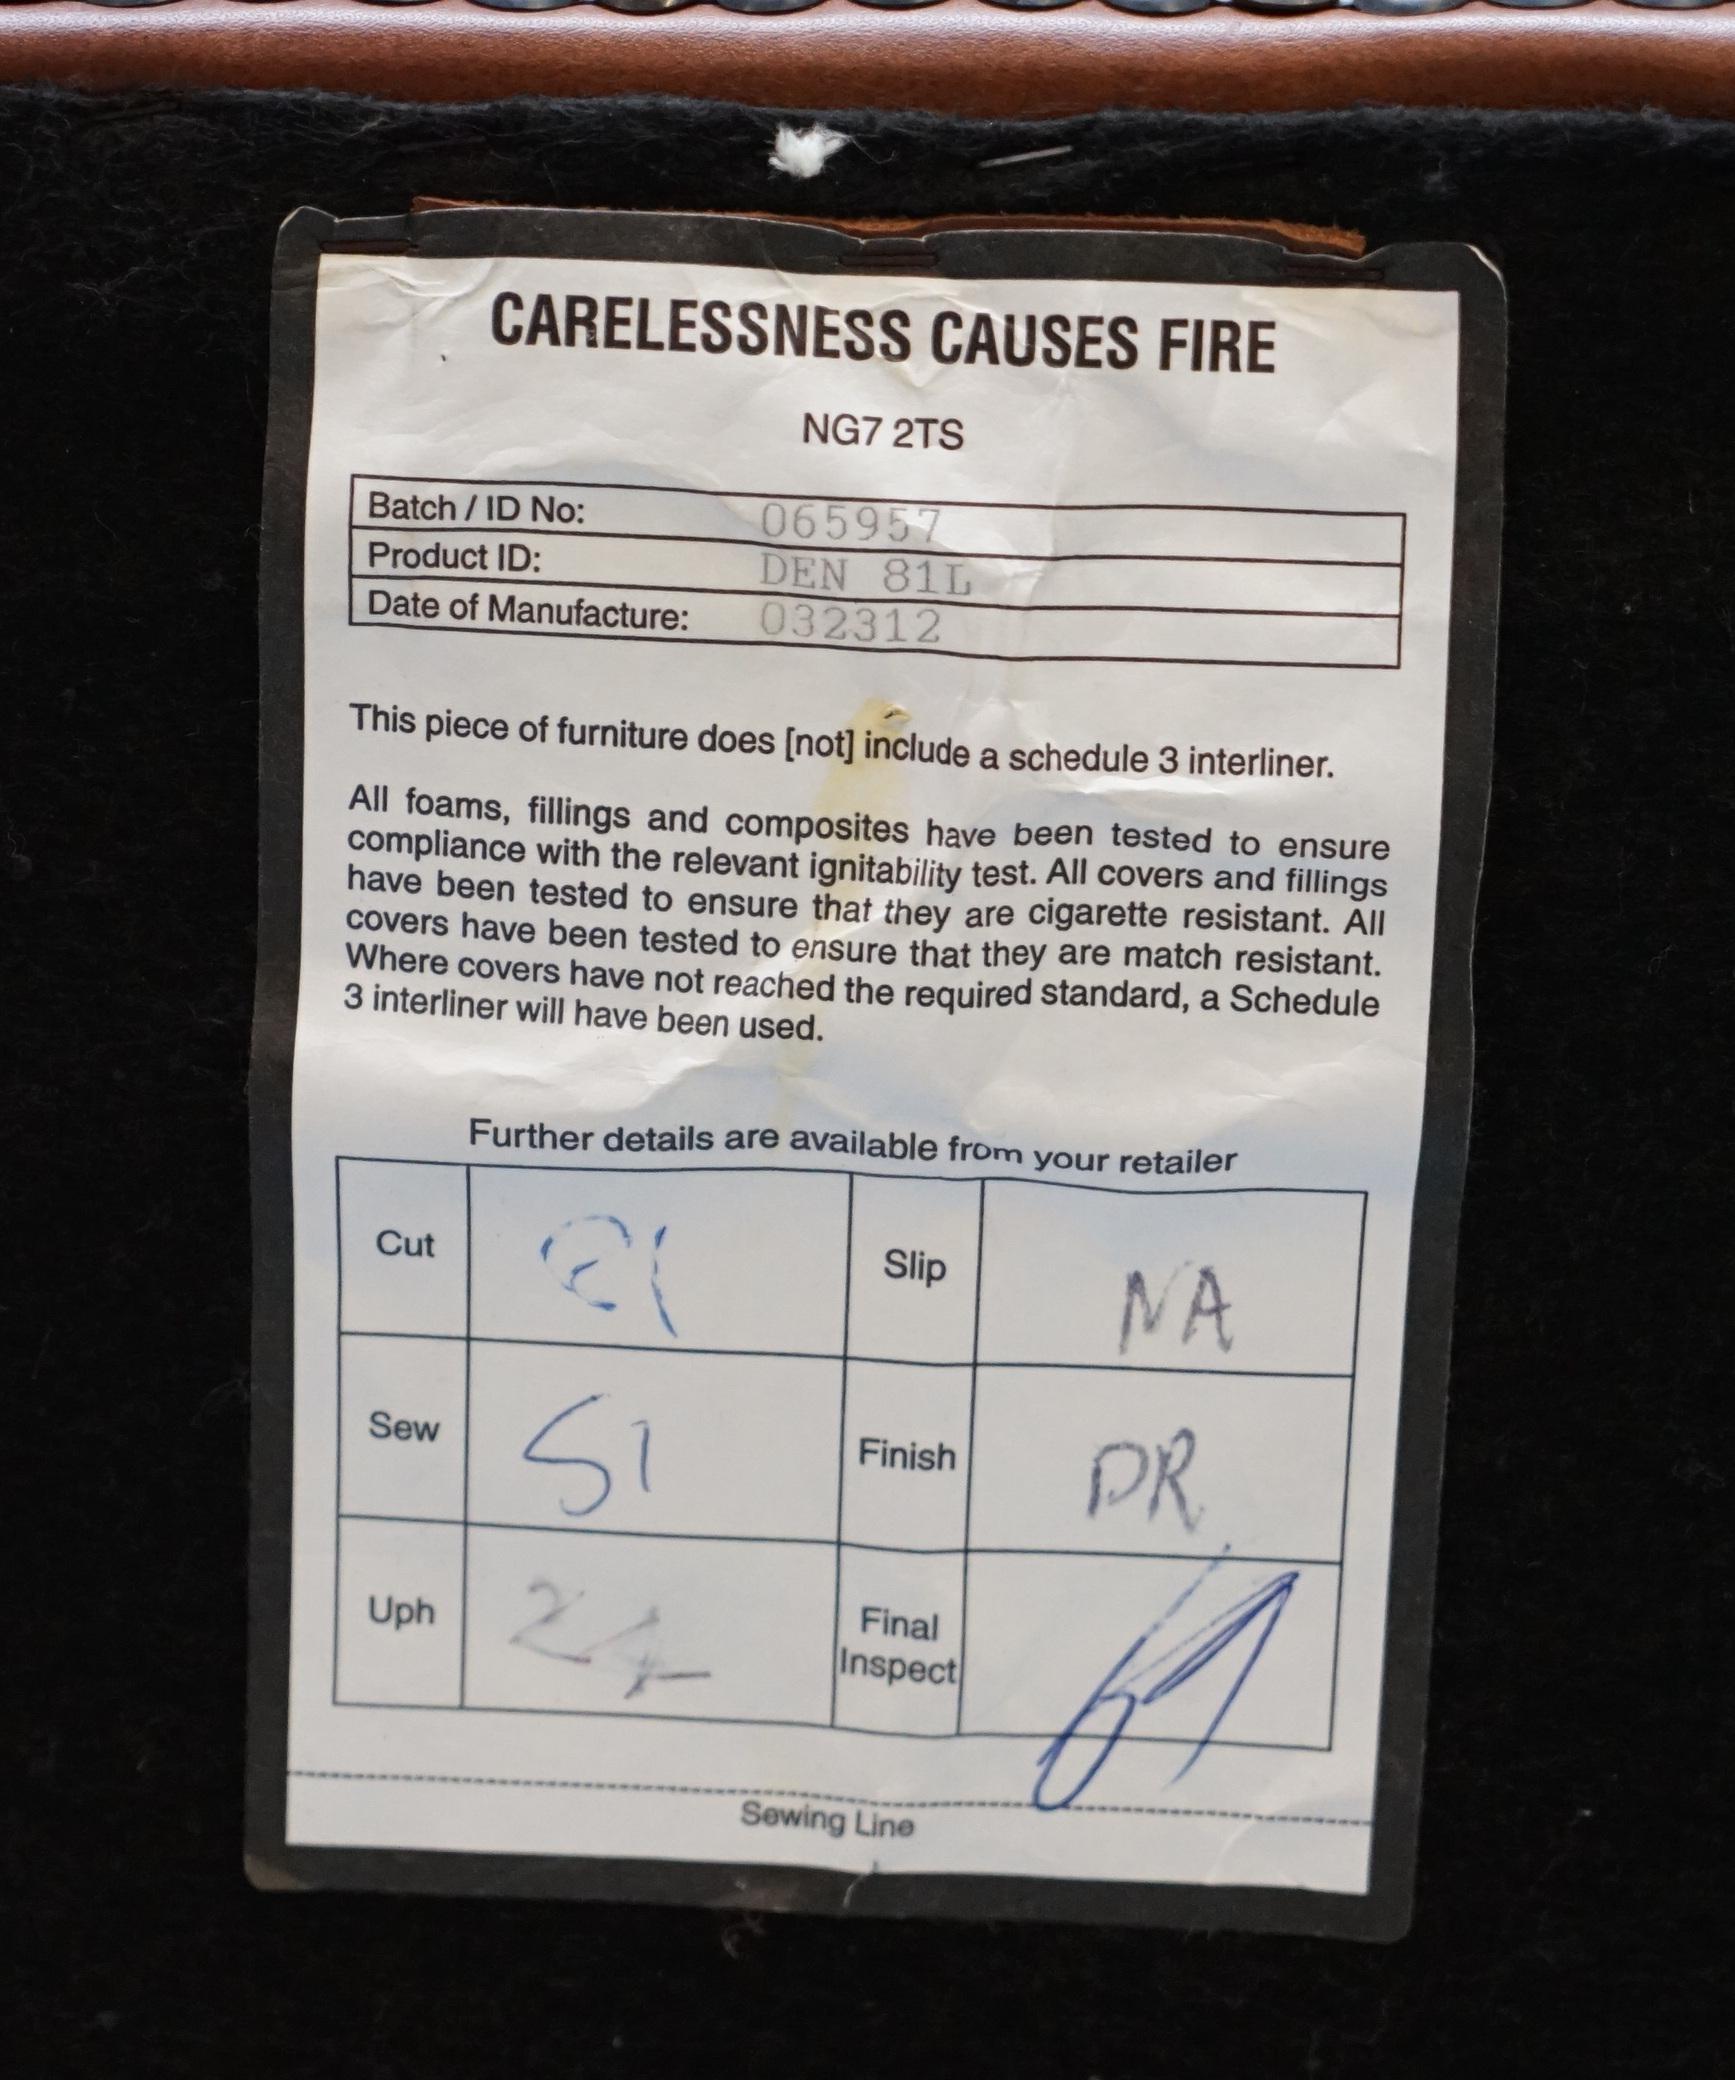 CARELESSNESS CAUSES FIRE
NG7 2TS
Batch / ID No: 065957
Product ID: DEN 81L
Date of Manufacture: 032312
This piece of furniture does [not] include a schedule 3 interliner.
All foams, fillings and composites have been tested to ensure
compliance with the relevant ignitability test. All covers and fillings
have been tested to ensure that they are cigarette resistant. All
covers have been tested to ensure that they are match resistant.
Where covers have not reached the required standard, a Schedule
3 interliner will have been used.
Further details are available from your retailer
Cut Slip NA
Sew 51 Finish DR
Uph 24 Final
Inspect
Sewing Line